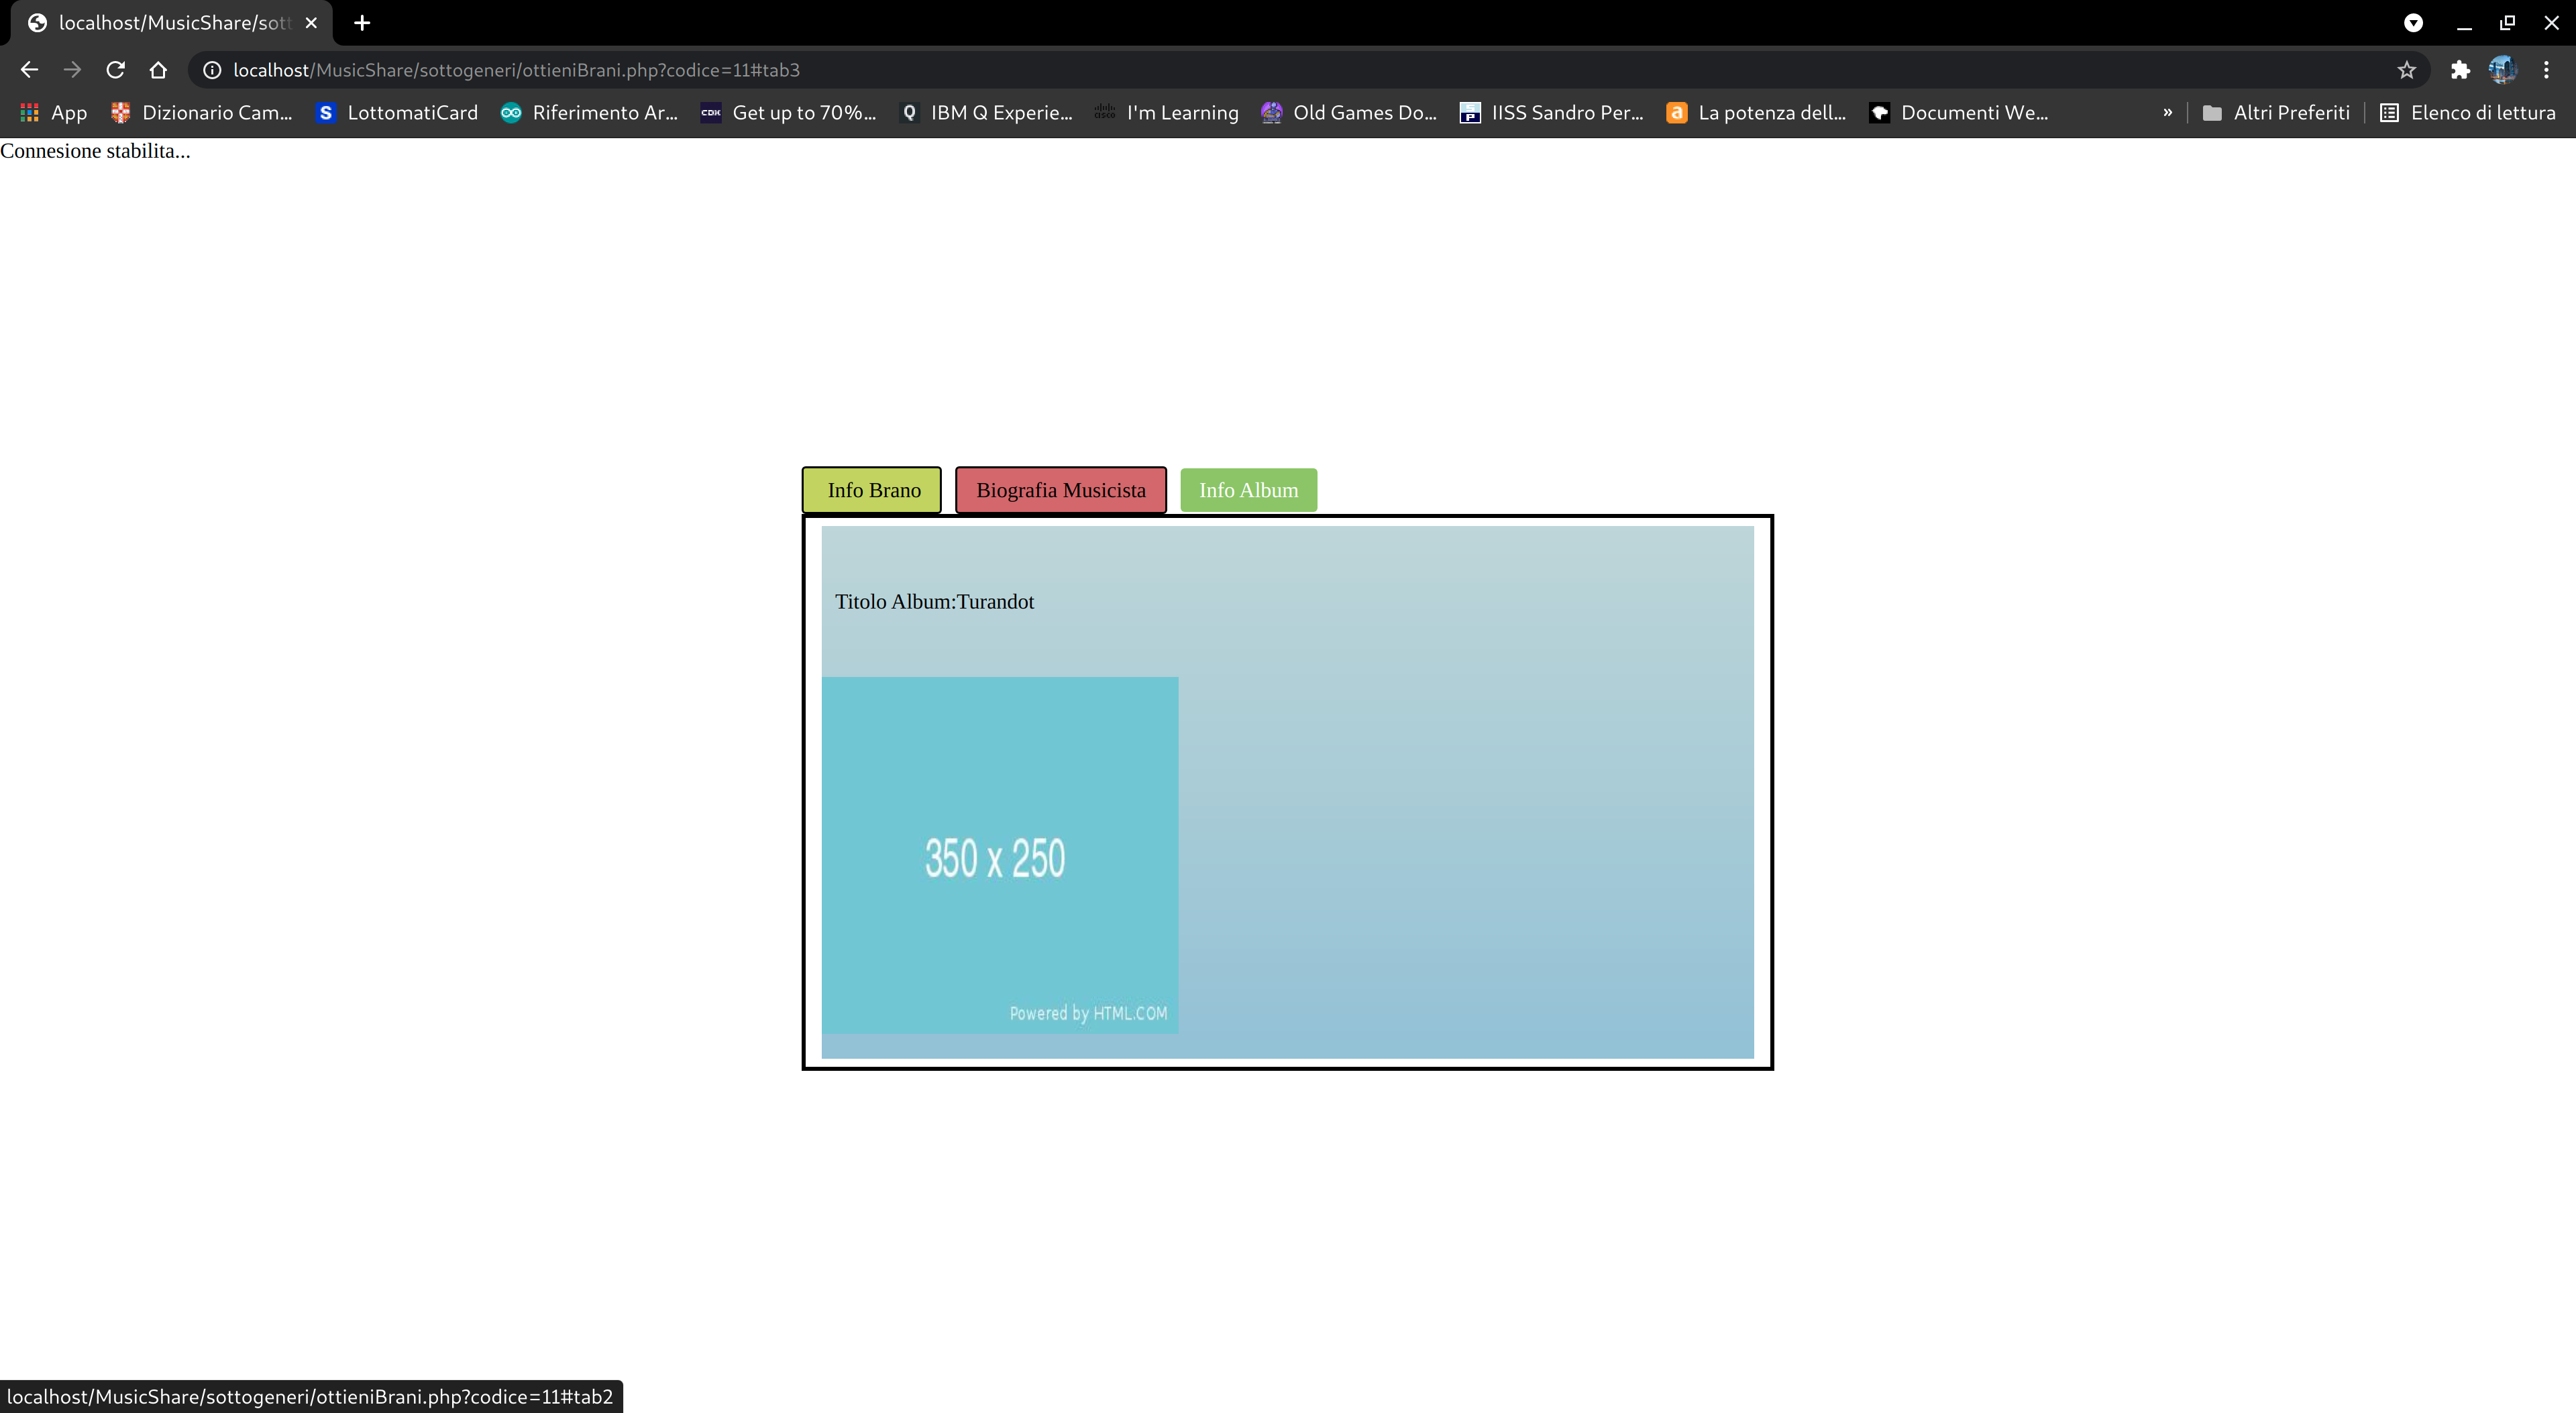 localhost/MusicShare/sott
localhost/MusicShare/sottogeneri/ottieniBrani.php?codice=11#tab3
App Dizionario Cam... S LottomatiCard Riferimento Ar... CDK Get up to 70%... Q IBM Q Experie... cisco I'm Learning Old Games Do... SP IISS Sandro Per... a La potenza dell... Documenti We... » Altri Preferiti Elenco di lettura
Connesione stabilita...
Info Brano Biografia Musicista Info Album
Titolo Album:Turandot
350 x 250
Powered by HTML.COM
localhost/MusicShare/sottogeneri/ottieniBrani.php?codice=11#tab2